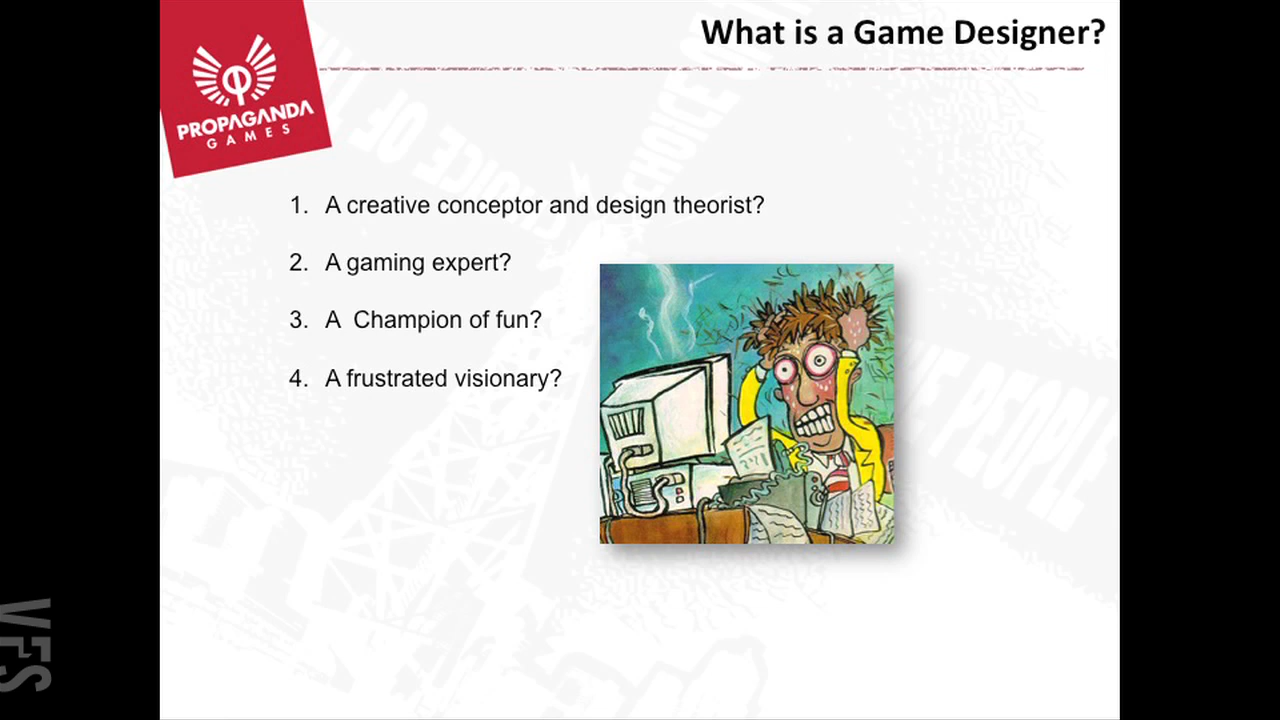 What is a Game Designer?
PROPAGANDA
GAMES
1. A creative conceptor and design theorist?
2. A gaming expert?
3. A  Champion of fun?
4. A frustrated visionary?
VFS